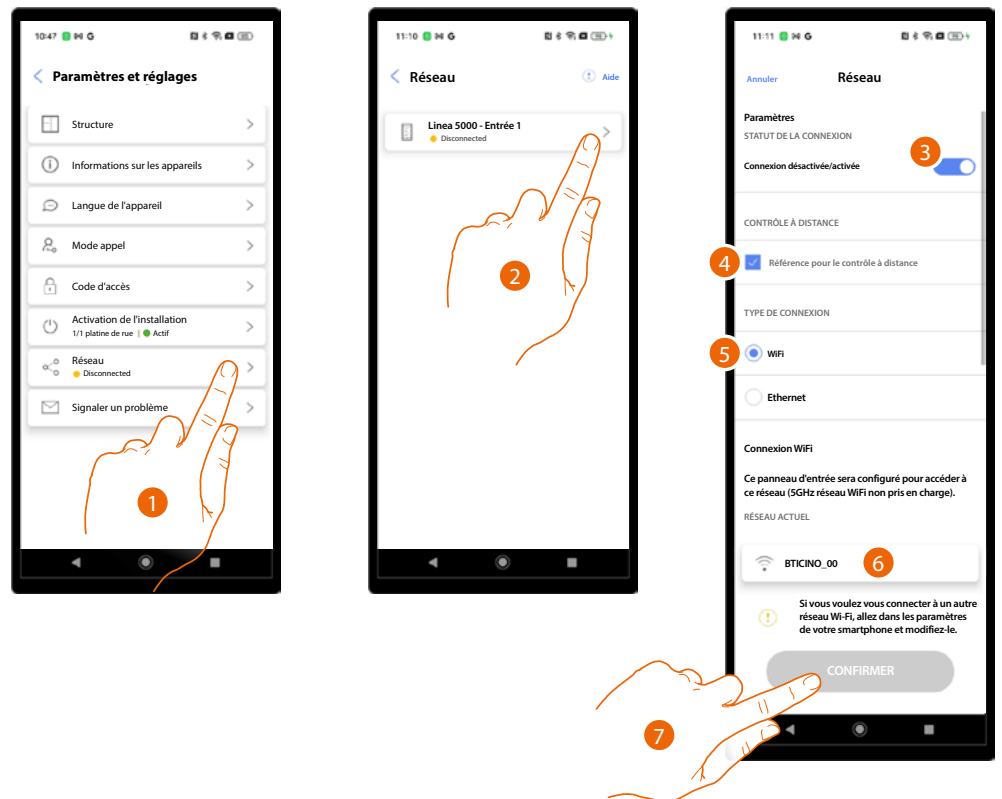 10:47 G
Paramètres et réglages
Structure
Informations sur les appareils
Langue de l'appareil
Mode appel
Code d'accès
Activation de l'installation
1/1 platine de rue | Actif
Réseau
Disconnected
Signaler un problème
1
11:10 G
Réseau
Aide
Linea 5000 - Entrée 1
Disconnected
2
11:11 G
Annuler
Réseau
Paramètres
STATUT DE LA CONNEXION
Connexion désactivée/activée
3
CONTRÔLE À DISTANCE
4
Référence pour le contrôle à distance
TYPE DE CONNEXION
5
WiFi
Ethernet
Connexion WiFi
Ce panneau d'entrée sera configuré pour accéder à
ce réseau (5GHz réseau WiFi non pris en charge).
RÉSEAU ACTUEL
BTICINO_00
6
Si vous voulez vous connecter à un autre
réseau Wi-Fi, allez dans les paramètres
de votre smartphone et modifiez-le.
CONFIRMER
7